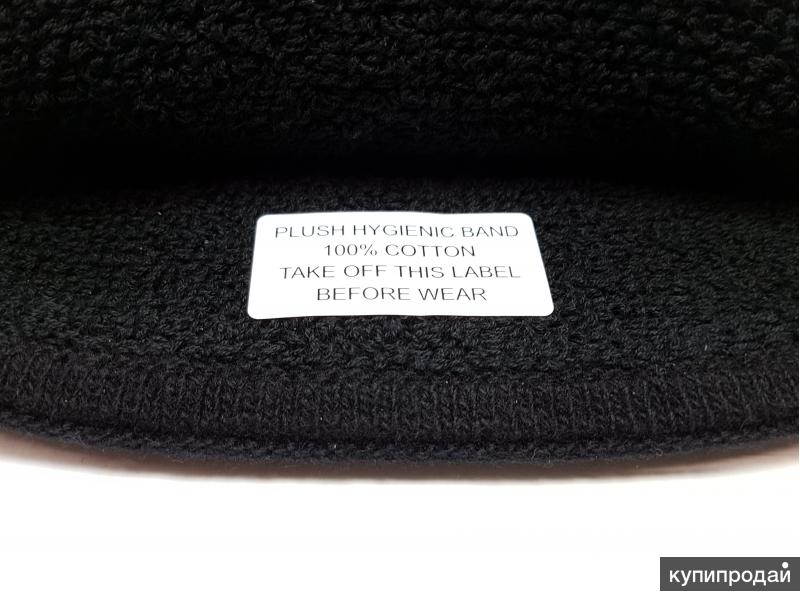 PLUSH HYGIENIC BAND
100% COTTON
TAKE OFF THIS LABEL
BEFORE WEAR
купипродай